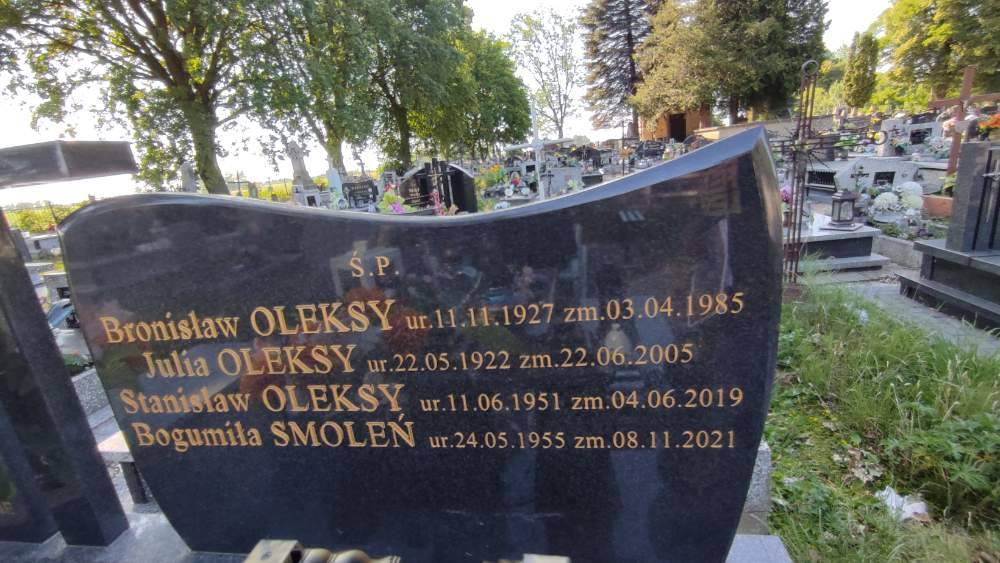 Ś.P.
Bronisław OLEKSY ur.11.11.1927 zm.03.04.1985
Julia OLEKSY ur.22.05.1922 zm.22.06.2005
Stanisław OLEKSY ur.11.06.1951 zm.04.06.2019
Bogumiła SMOLEŃ ur.24.05.1955 zm.08.11.2021